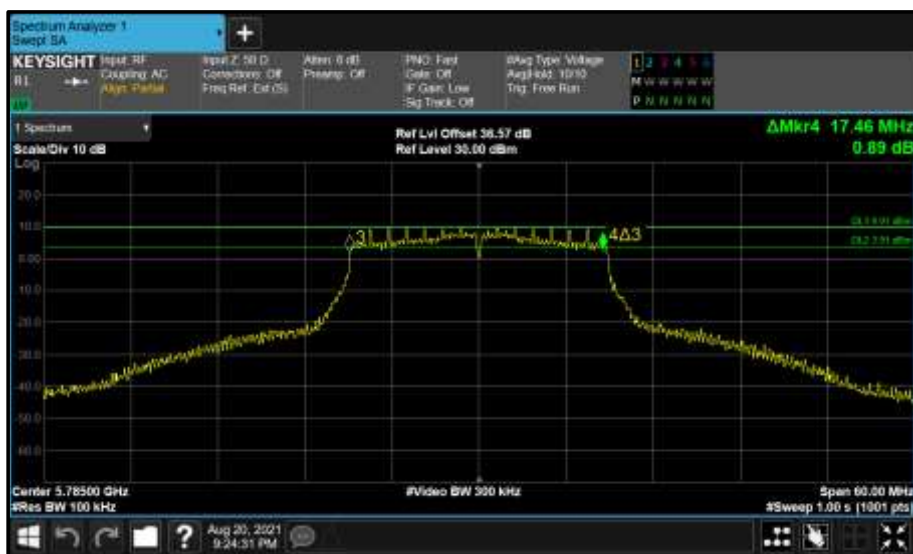 Spectrum Analyzer 1
Swept SA
KEYSIGHT
Input: RF
Coupling: AC
Align: Partial
Input Z: 50 Ω
Corrections: Off
Freq Ref: Ext (S)
Atten: 6 dB
Preamp: Off
PNO: Fast
Gate: Off
IF Gain: Low
Sig Track: Off
#Avg Type: Voltage
Avg|Hold: 10/10
Trig: Free Run
1 2 3 4 5 6
M W W W W W
P N N N N N
1 Spectrum
Scale/Div 10 dB
Ref Lvl Offset 36.57 dB
Ref Level 30.00 dBm
ΔMkr4 17.46 MHz
0.89 dB
Log
20.0
10.0
0.00
-10.0
-20.0
-30.0
-40.0
-50.0
-60.0
3
4Δ3
Center 5.78500 GHz
#Res BW 100 kHz
#Video BW 300 kHz
Span 60.00 MHz
#Sweep 1.00 s (1001 pts)
Aug 20, 2021
9:24:31 PM